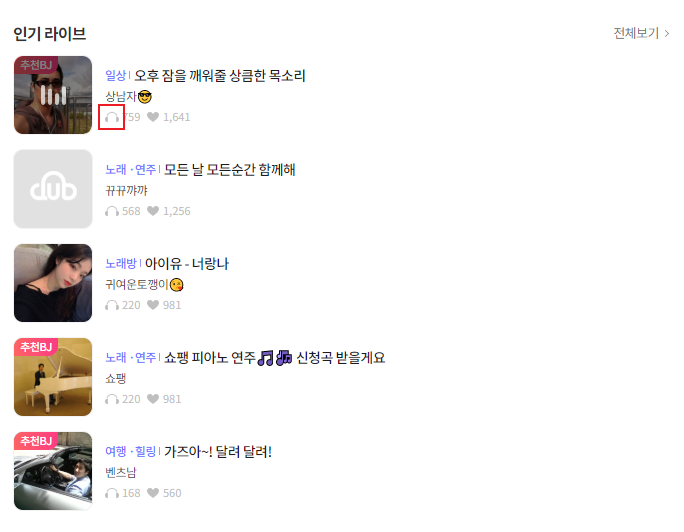 인기 라이브
전체보기
추천BJ
일상 오후 잠을 깨워줄 상큼한 목소리
상남자😎
759 1,641
dub
노래 · 연주 모든 날 모든순간 함께해
뀨뀨꺄꺄
568 1,256
노래방 아이유 - 너랑나
귀여운토깽이😘
220 981
추천BJ
노래 · 연주 쇼팽 피아노 연주🎵🎶 신청곡 받을게요
쇼팽
220 981
추천BJ
여행 · 힐링 가즈아~! 달려 달려!
벤츠남
168 560